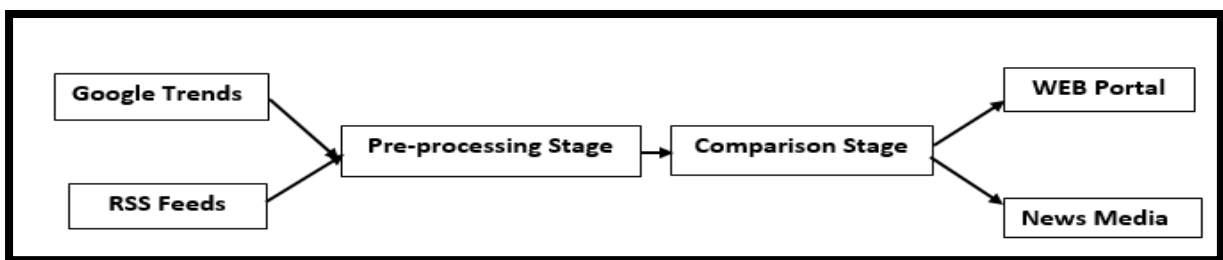 Google Trends
RSS Feeds
Pre-processing Stage
Comparison Stage
WEB Portal
News Media